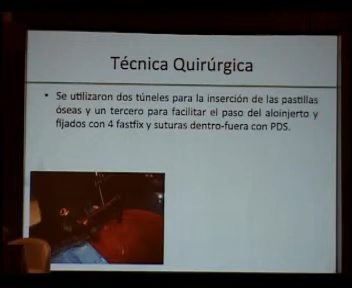 Técnica Quirúrgica
• Se utilizaron dos túneles para la inserción de las pastillas
óseas y un tercero para facilitar el paso del aloinjerto y
fijados con 4 fastfix y suturas dentro-fuera con PDS.